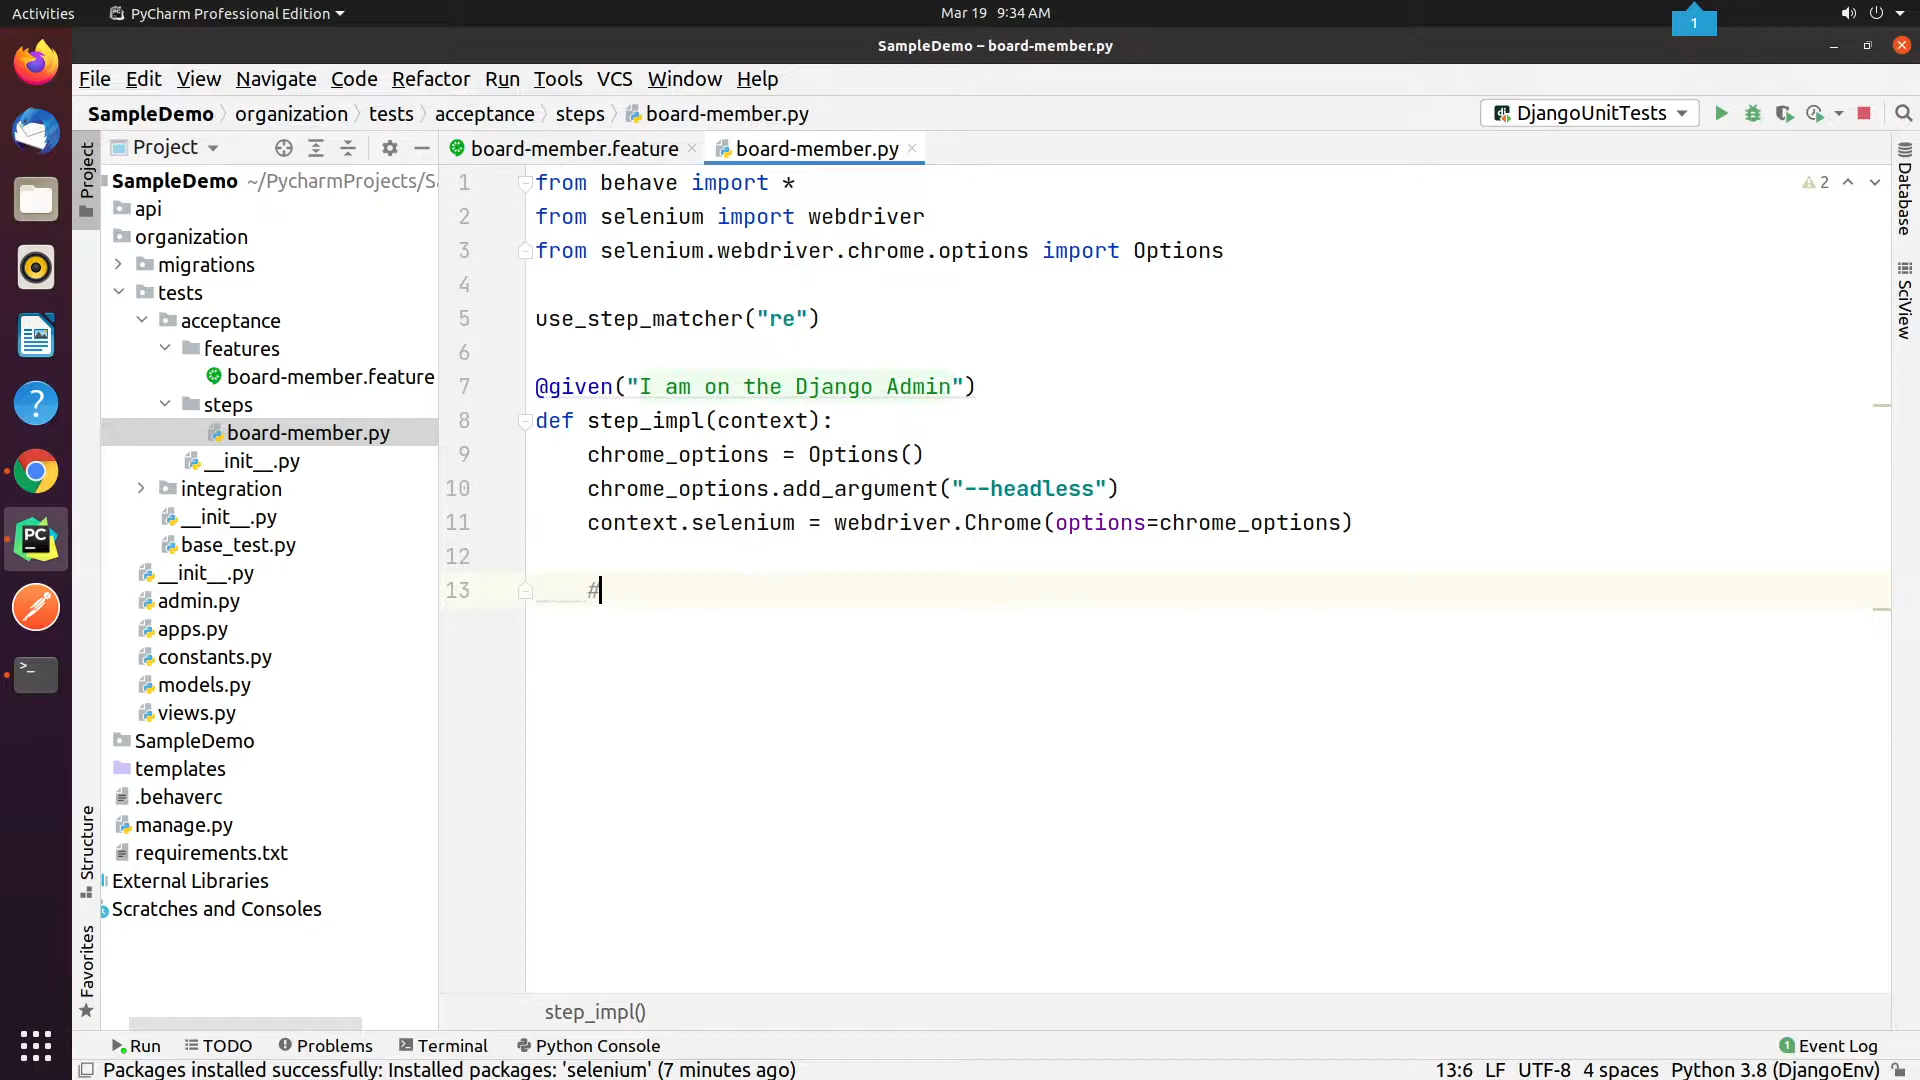 Activities
PyCharm Professional Edition
Mar 19 9:34 AM
1
SampleDemo – board-member.py
File Edit View Navigate Code Refactor Run Tools VCS Window Help
SampleDemo organization tests acceptance steps board-member.py
DjangoUnitTests
Project
board-member.feature
board-member.py
Project
SampleDemo ~/PycharmProjects/Sa
api
organization
migrations
tests
acceptance
features
board-member.feature
steps
board-member.py
__init__.py
integration
__init__.py
base_test.py
__init__.py
admin.py
apps.py
constants.py
models.py
views.py
SampleDemo
templates
.behaverc
manage.py
requirements.txt
External Libraries
Scratches and Consoles
Structure
Favorites
1 from behave import *
2 from selenium import webdriver
3 from selenium.webdriver.chrome.options import Options
4
5 use_step_matcher("re")
6
7 @given("I am on the Django Admin")
8 def step_impl(context):
9 chrome_options = Options()
10 chrome_options.add_argument("--headless")
11 context.selenium = webdriver.Chrome(options=chrome_options)
12
13 #
2
Database
SciView
step_impl()
Run TODO Problems Terminal Python Console
1 Event Log
Packages installed successfully: Installed packages: 'selenium' (7 minutes ago)
13:6 LF UTF-8 4 spaces Python 3.8 (DjangoEnv)